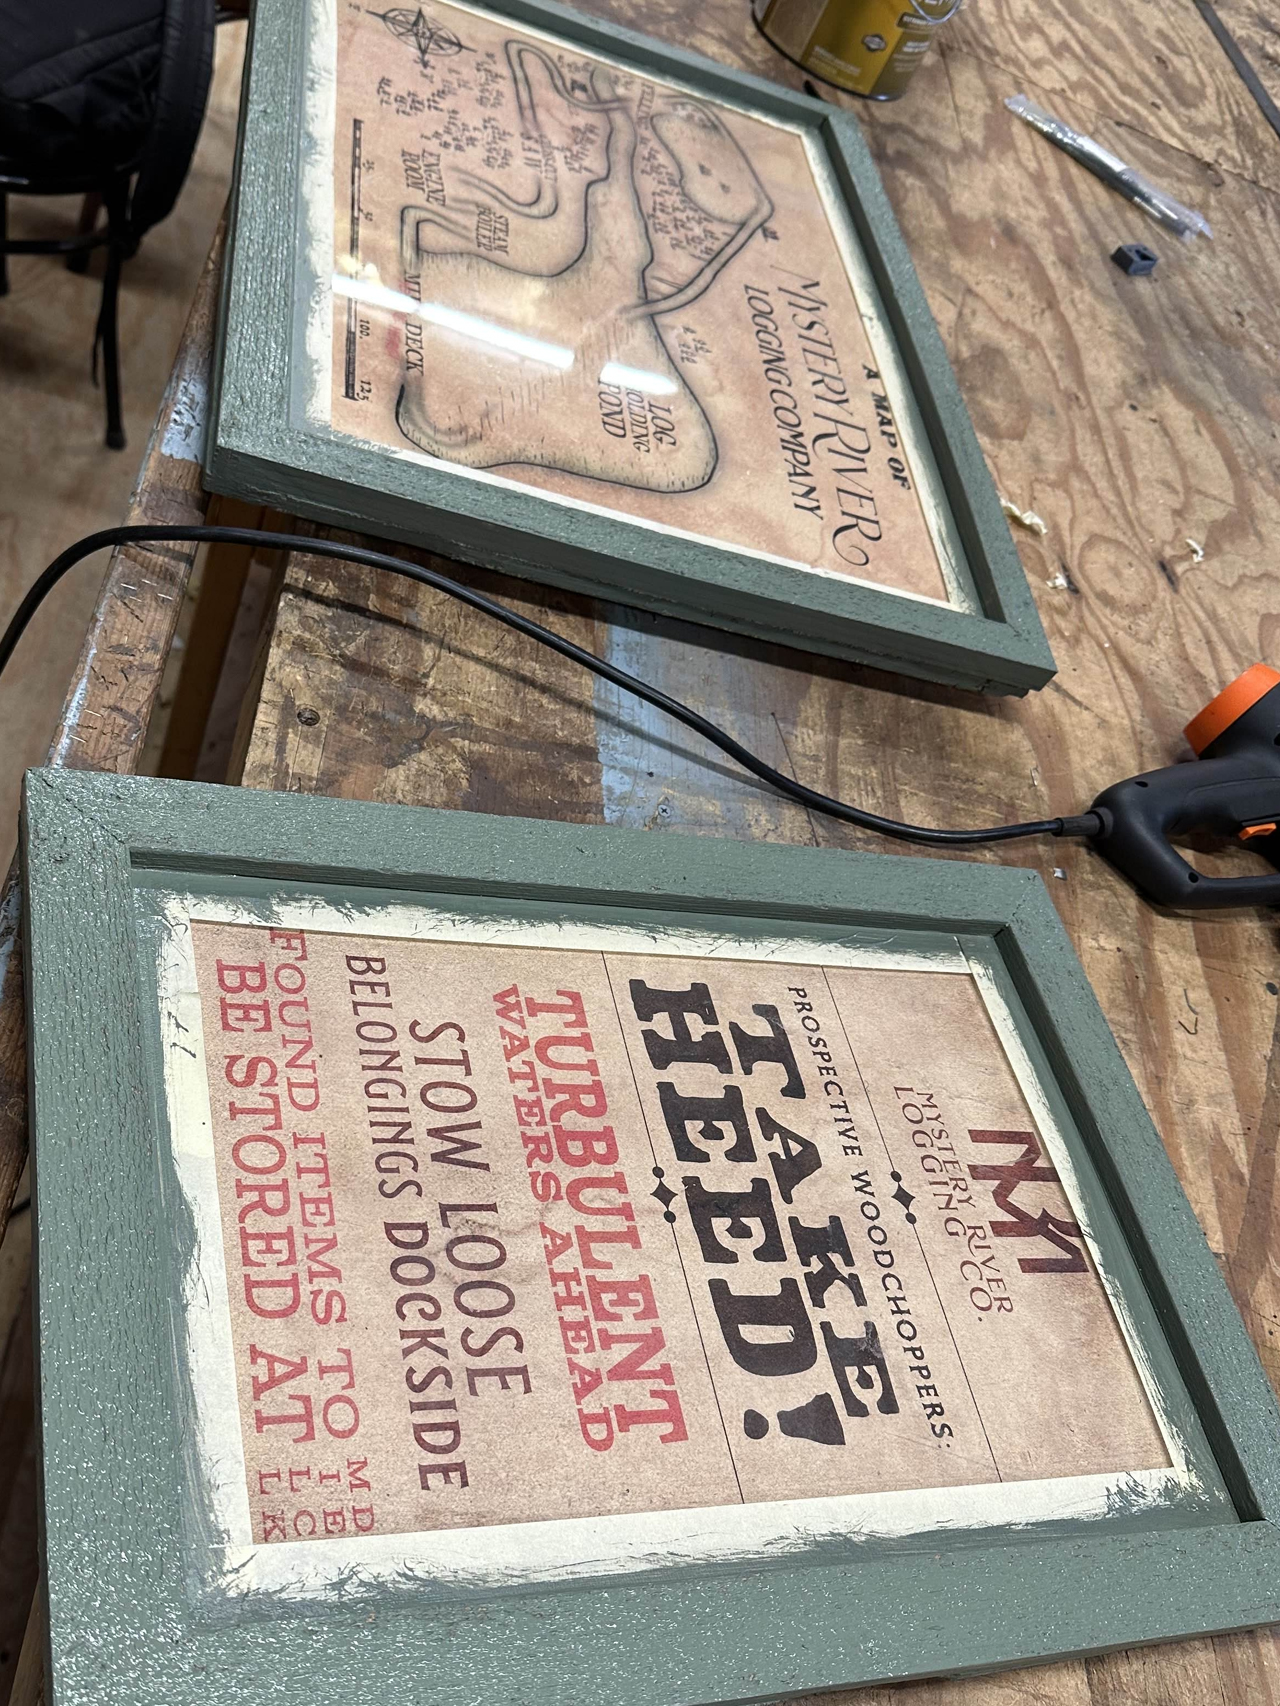 A MAP OF
MYSTERY RIVER
LOGGING COMPANY
LOG
HOLDING
POND
STEAM
BOILER
ENGINE
ROOM
MILL DECK
100
125
MR
MYSTERY RIVER
LOGGING CO.
PROSPECTIVE WOODCHOPPERS:
TAKE
HEED!
TURBULENT
WATERS AHEAD
STOW LOOSE
BELONGINGS DOCKSIDE
FOUND ITEMS TO
BE STORED AT
MILL DECK